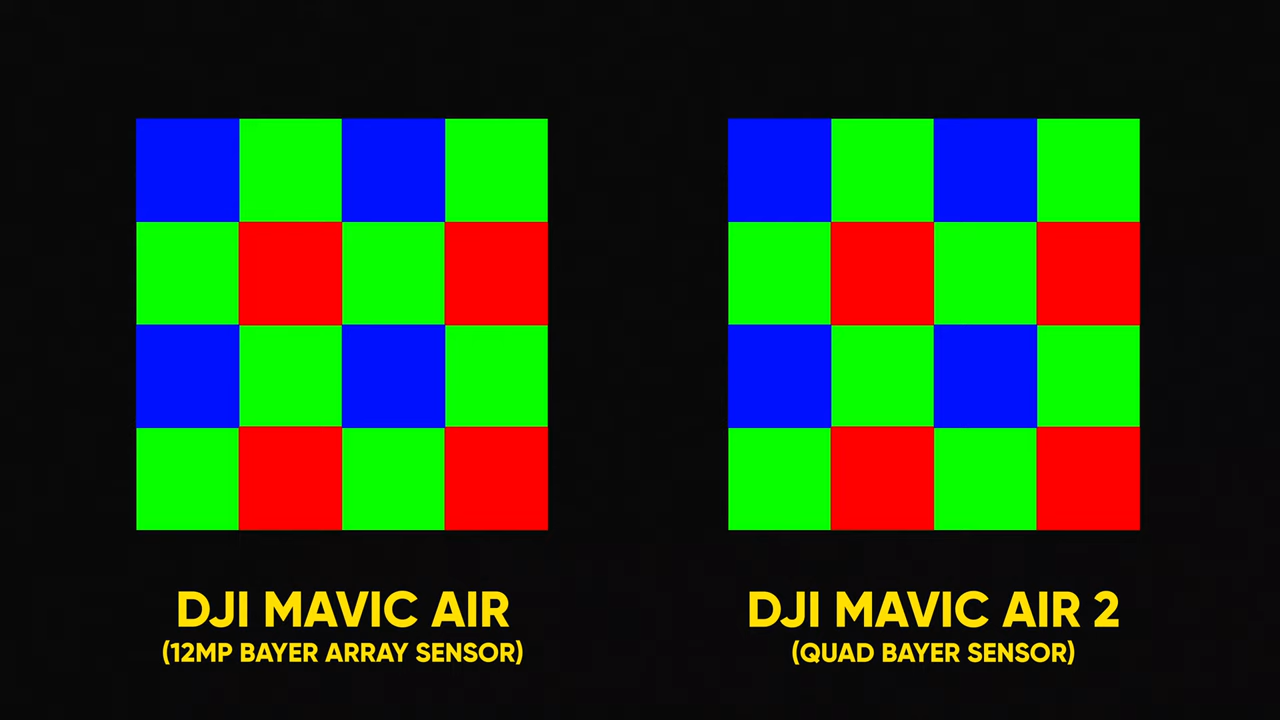 DJI MAVIC AIR
(12MP BAYER ARRAY SENSOR)
DJI MAVIC AIR 2
(QUAD BAYER SENSOR)